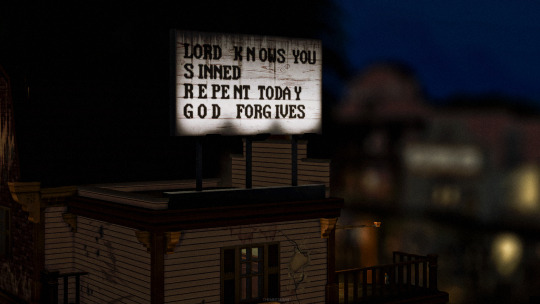 LORD KNOWS YOU
SINNED
REPENT TODAY
GOD FORGIVES